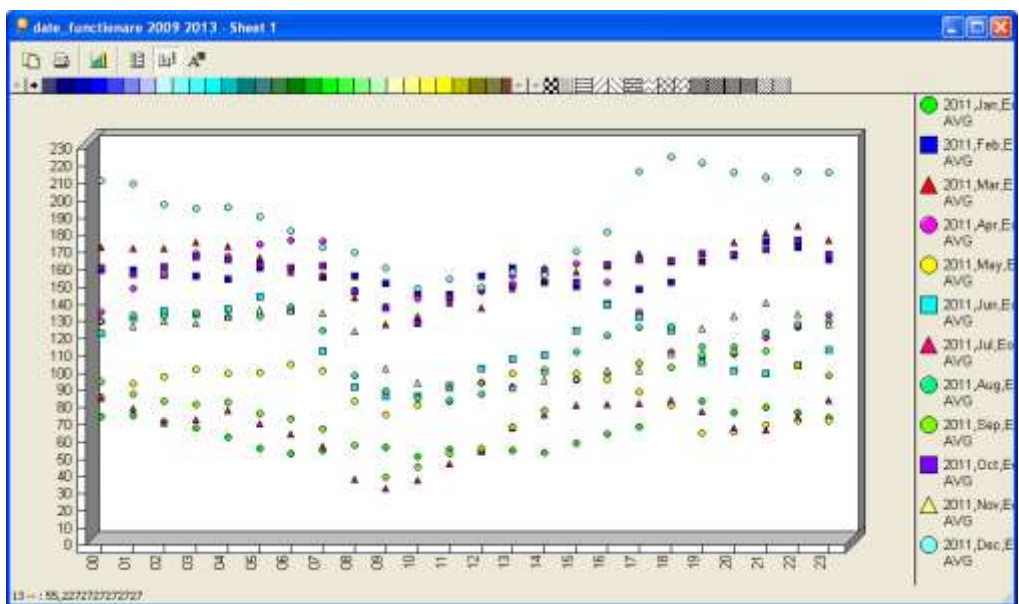 date_functionare 2009 2013 - Sheet 1
230
220
210
200
190
180
170
160
150
140
130
120
110
100
90
80
70
60
50
40
30
20
10
0
00 01 02 03 04 05 06 07 08 09 10 11 12 13 14 15 16 17 18 19 20 21 22 23
2011,Jan,Ec
AVG
2011,Feb,E
AVG
2011,Mar,E
AVG
2011,Apr,Ec
AVG
2011,May,E
AVG
2011,Jun,Ec
AVG
2011,Jul,Eo
AVG
2011,Aug,E
AVG
2011,Sep,E
AVG
2011,Oct,E
AVG
2011,Nov,E
AVG
2011,Dec,E
AVG
13 -- : 55,2272727272727